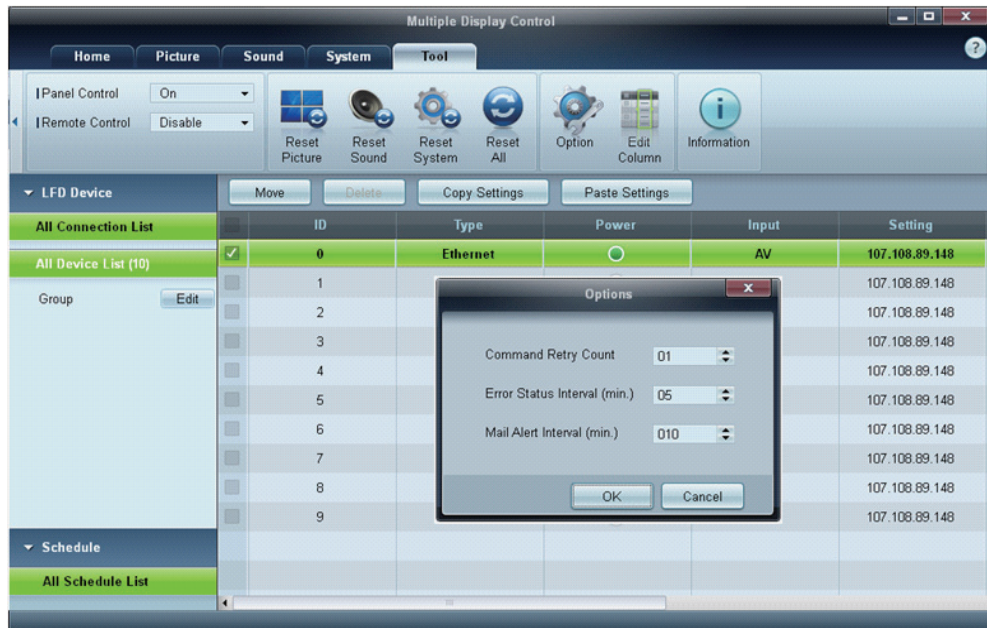 Multiple Display Control
Home Picture Sound System Tool
Panel Control On
Remote Control Disable
Reset Picture
Reset Sound
Reset System
Reset All
Option
Edit Column
Information
LFD Device
Move Delete Copy Settings Paste Settings
All Connection List
ID Type Power Input Setting
All Device List (10)
0 Ethernet AV 107.108.89.148
Group Edit
1 107.108.89.148
2 107.108.89.148
3 107.108.89.148
4 107.108.89.148
5 107.108.89.148
6 107.108.89.148
7 107.108.89.148
8 107.108.89.148
9 107.108.89.148
Options
Command Retry Count 01
Error Status Interval (min.) 05
Mail Alert Interval (min.) 010
OK Cancel
Schedule
All Schedule List